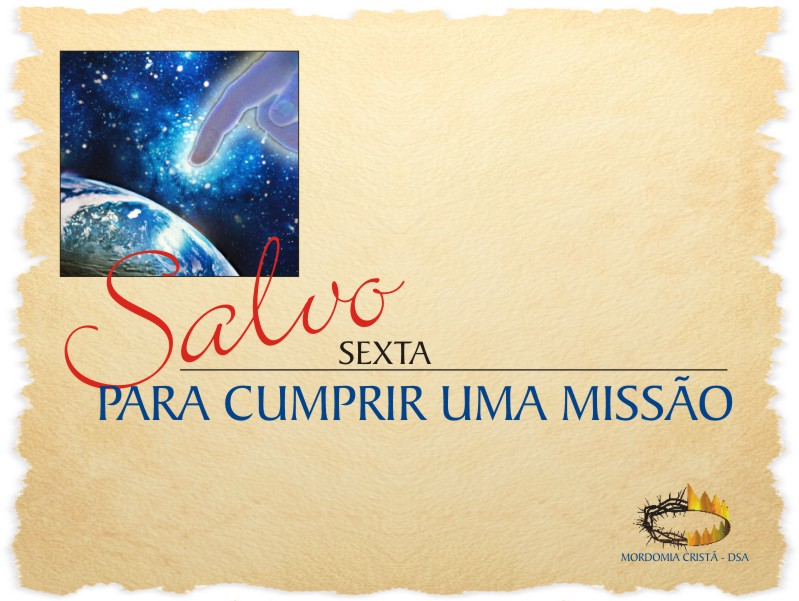 Salvo
SEXTA
PARA CUMPRIR UMA MISSÃO
MORDOMIA CRISTÃ - DSA